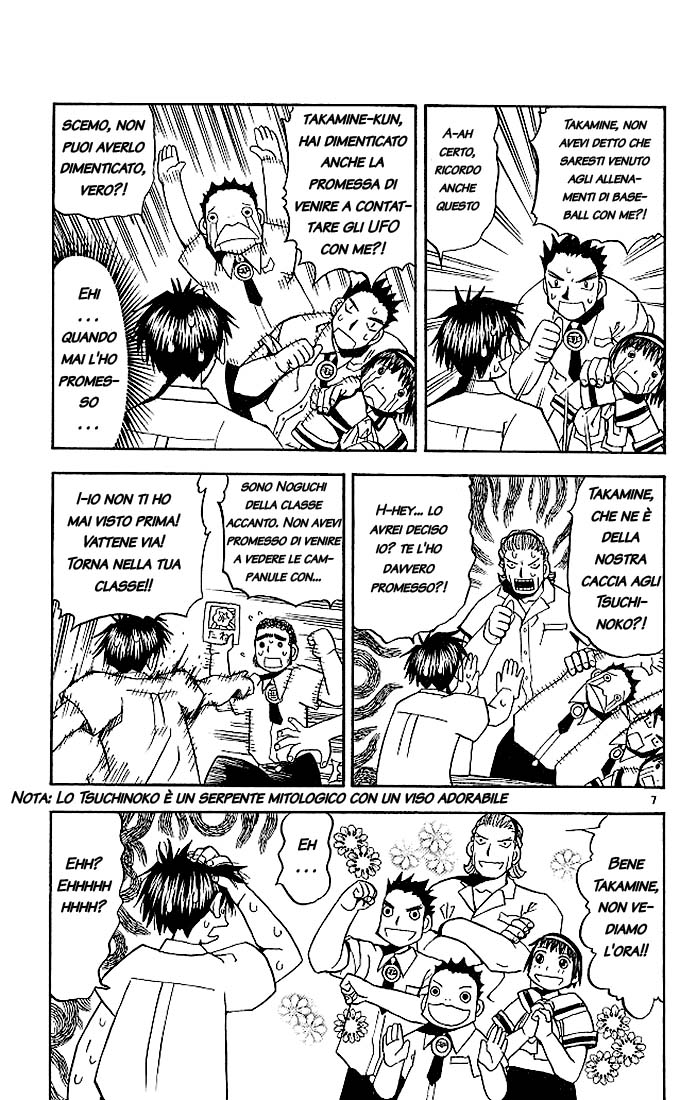 TAKAMINE, NON
AVEVI DETTO CHE
SARESTI VENUTO
AGLI ALLENA-
MENTI DI BASE-
BALL CON ME?!
A-AH
CERTO,
RICORDO
ANCHE
QUESTO
TAKAMINE-KUN,
HAI DIMENTICATO
ANCHE LA
PROMESSA DI
VENIRE A CONTAT-
TARE GLI UFO
CON ME?!
SCEMO, NON
PUOI AVERLO
DIMENTICATO,
VERO?!
EHI
...
QUANDO
MAI L'HO
PROMES-
SO
...
TAKAMINE,
CHE NE È
DELLA
NOSTRA
CACCIA AGLI
TSUCHI-
NOKO?!
H-HEY... LO
AVREI DECISO
IO? TE L'HO
DAVVERO
PROMESSO?!
SONO NOGUCHI
DELLA CLASSE
ACCANTO. NON AVEVI
PROMESSO DI VENIRE
A VEDERE LE CAM-
PANULE CON...
I-IO NON TI HO
MAI VISTO PRIMA!
VATTENE VIA!
TORNA NELLA TUA
CLASSE!!
7
NOTA: LO TSUCHINOKO È UN SERPENTE MITOLOGICO CON UN VISO ADORABILE
BENE
TAKAMINE,
NON VE-
DIAMO
L'ORA!!
EH
...
EHH?
EHHHHH
HHHH?